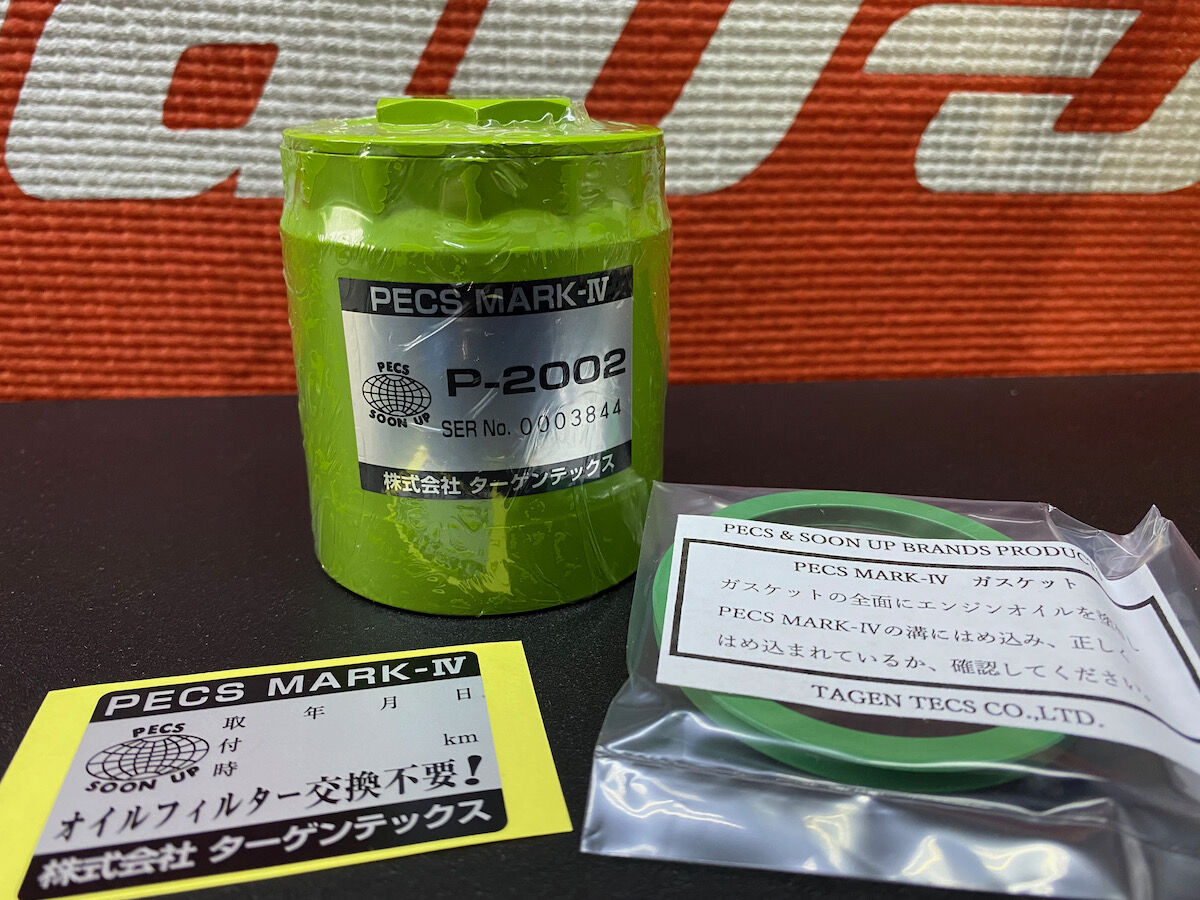 PECS MARK-Ⅳ
PECS
SOON UP
P-2002
SER No. 0003844
株式会社 ターゲンテックス
PECS & SOON UP BRANDS PRODUC
PECS MARK-Ⅳ ガスケット
ガスケットの全面にエンジンオイルを
PECS MARK-Ⅳの溝にはめ込み、正しく
はめ込まれているか、確認してください。
TAGEN TECS CO.,LTD.
PECS MARK-Ⅳ
PECS
SOON UP
取付時
年 月 日
km
オイルフィルター交換不要!
株式会社 ターゲンテックス